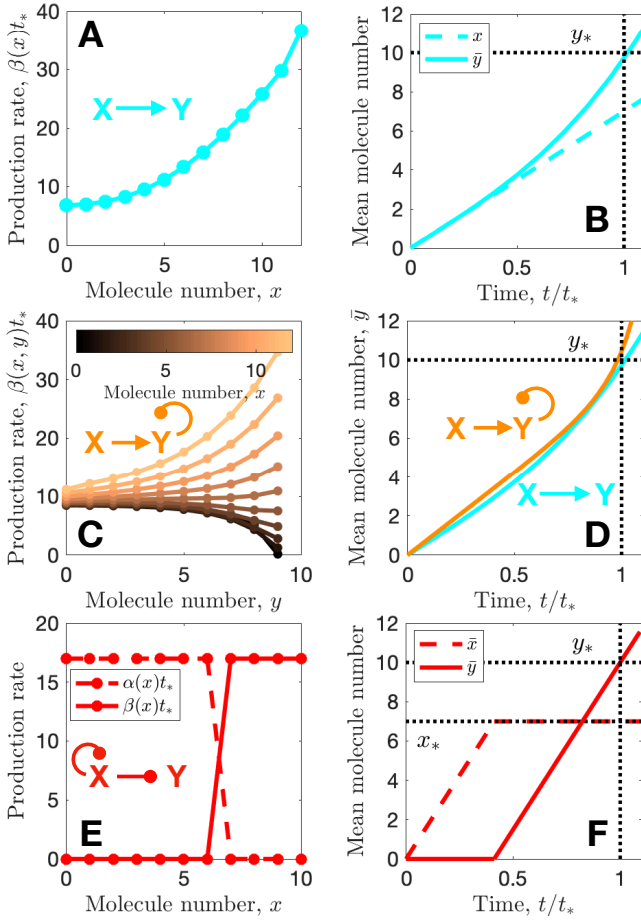 A
Production rate, β(x)t*
40
30
20
10
0
X Y
0 5 10
Molecule number, x
B
Mean molecule number
12
10
8
6
4
2
0
x
ȳ
y*
0 0.5 1
Time, t/t*
C
Production rate, β(x, y)t*
40
30
20
10
0
0 5 10
Molecule number, x
X Y
0 5 10
Molecule number, y
D
Mean molecule number, ȳ
12
10
8
6
4
2
0
y*
X Y
X Y
0 0.5 1
Time, t/t*
E
Production rate
20
15
10
5
0
α(x)t*
β(x)t*
X Y
0 5 10
Molecule number, x
F
Mean molecule number
12
10
8
6
4
2
0
x̄
ȳ
y*
x*
0 0.5 1
Time, t/t*